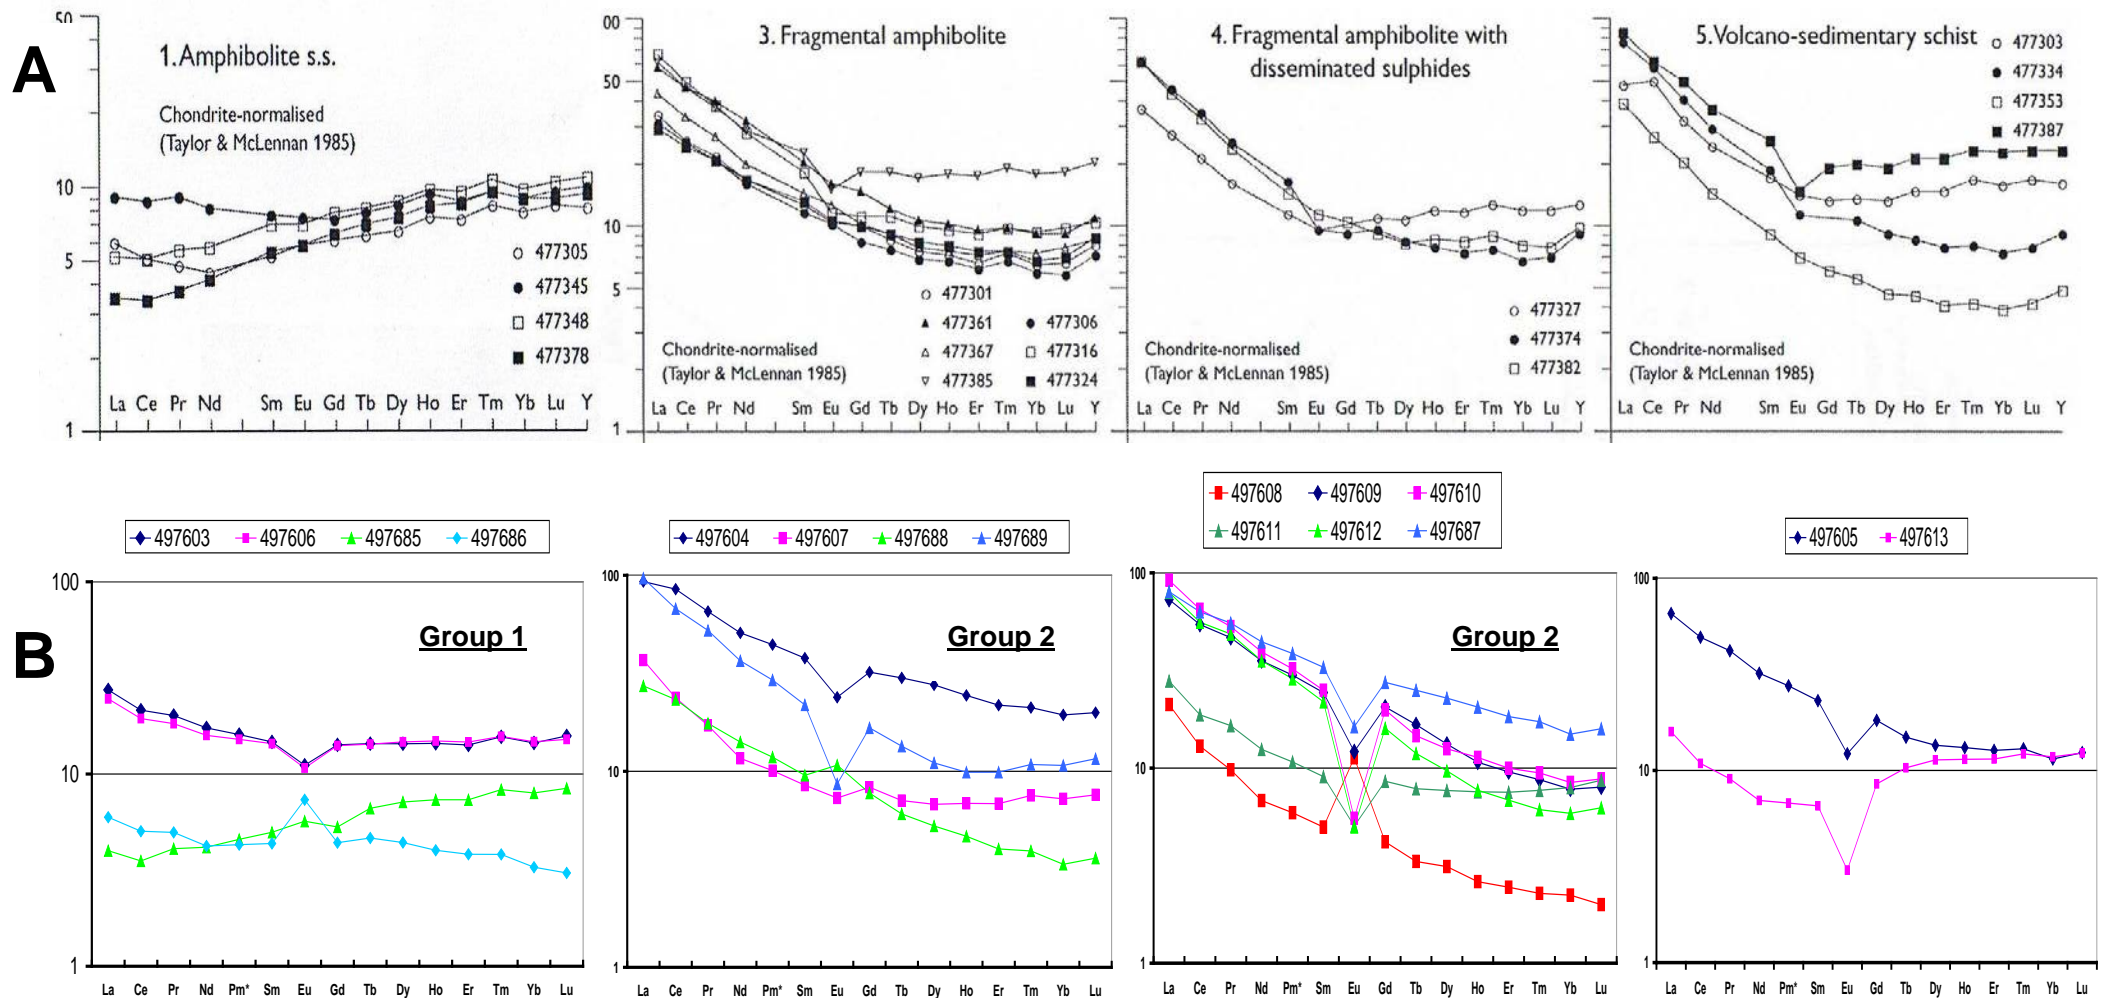 A
50
10
5
1
1. Amphibolite s.s.
Chondrite-normalised
(Taylor & McLennan 1985)
477305
477345
477348
477378
La Ce Pr Nd Sm Eu Gd Tb Dy Ho Er Tm Yb Lu Y
00
50
10
5
1
3. Fragmental amphibolite
477301
477361
477367
477385
477306
477316
477324
Chondrite-normalised
(Taylor & McLennan 1985)
La Ce Pr Nd Sm Eu Gd Tb Dy Ho Er Tm Yb Lu Y
4. Fragmental amphibolite with
disseminated sulphides
477327
477374
477382
Chondrite-normalised
(Taylor & McLennan 1985)
La Ce Pr Nd Sm Eu Gd Tb Dy Ho Er Tm Yb Lu Y
5. Volcano-sedimentary schist
477303
477334
477353
477387
Chondrite-normalised
(Taylor & McLennan 1985)
La Ce Pr Nd Sm Eu Gd Tb Dy Ho Er Tm Yb Lu Y
B
497603 497606 497685 497686
100
10
1
Group 1
La Ce Pr Nd Pm* Sm Eu Gd Tb Dy Ho Er Tm Yb Lu
497604 497607 497688 497689
100
10
1
Group 2
La Ce Pr Nd Pm* Sm Eu Gd Tb Dy Ho Er Tm Yb Lu
497608 497609 497610
497611 497612 497687
100
10
1
Group 2
La Ce Pr Nd Pm* Sm Eu Gd Tb Dy Ho Er Tm Yb Lu
497605 497613
100
10
1
La Ce Pr Nd Pm* Sm Eu Gd Tb Dy Ho Er Tm Yb Lu